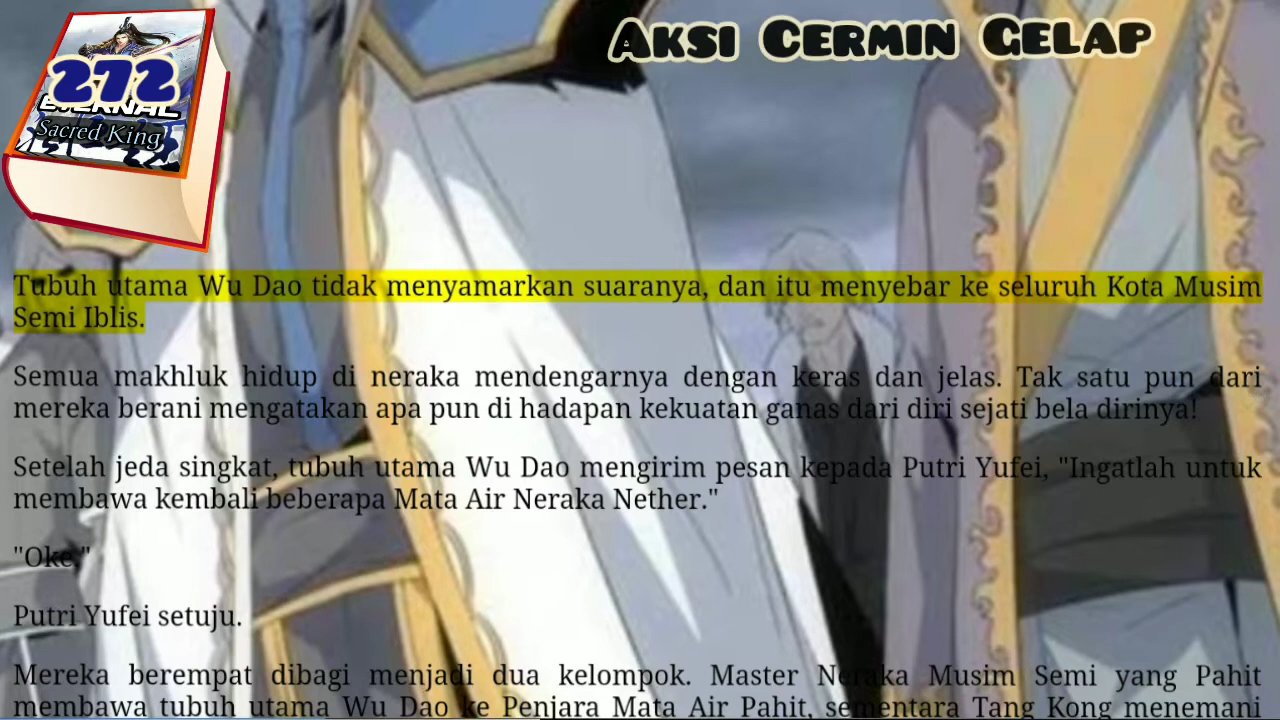 Aksi Cermin Gelap
272
ETERNAL
Sacred King
Tubuh utama Wu Dao tidak menyamarkan suaranya, dan itu menyebar ke seluruh Kota Musim
Semi Iblis.
Semua makhluk hidup di neraka mendengarnya dengan keras dan jelas. Tak satu pun dari
mereka berani mengatakan apa pun di hadapan kekuatan ganas dari diri sejati bela dirinya!
Setelah jeda singkat, tubuh utama Wu Dao mengirim pesan kepada Putri Yufei, "Ingatlah untuk
membawa kembali beberapa Mata Air Neraka Nether."
"Oke."
Putri Yufei setuju.
Mereka berempat dibagi menjadi dua kelompok. Master Neraka Musim Semi yang Pahit
membawa tubuh utama Wu Dao ke Penjara Mata Air Pahit, sementara Tang Kong menemani